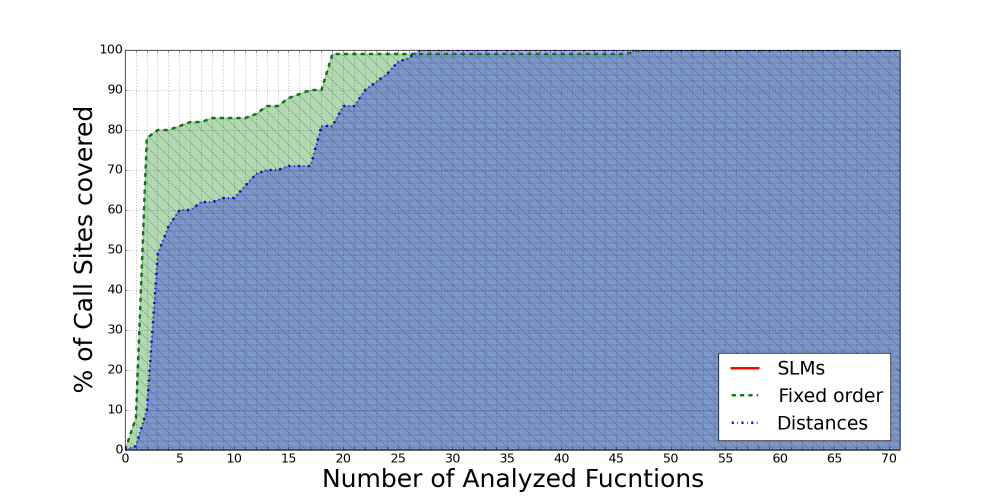 % of Call Sites covered
100
90
80
70
60
50
40
30
20
10
0
0 5 10 15 20 25 30 35 40 45 50 55 60 65 70
Number of Analyzed Fucntions
SLMs
Fixed order
Distances